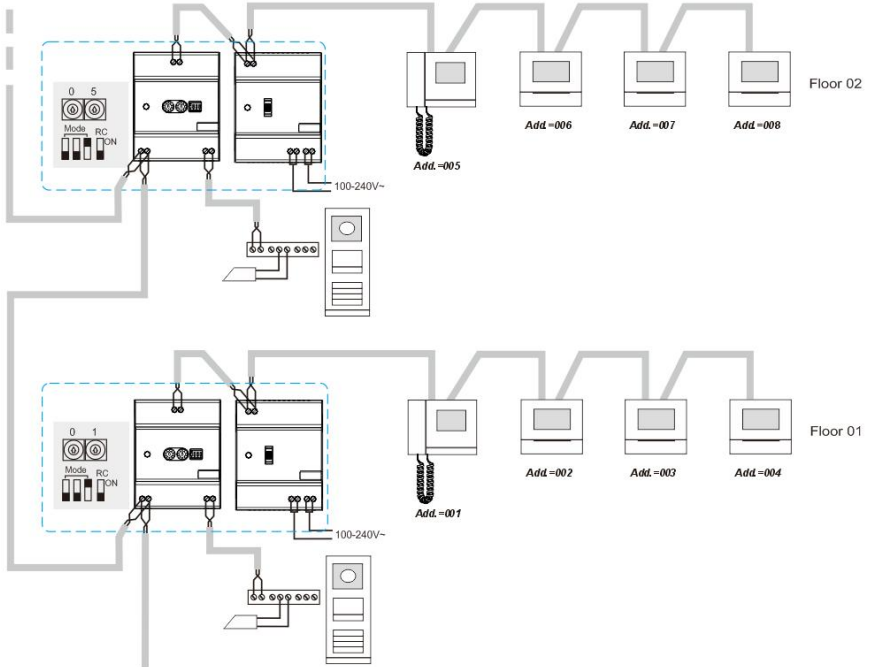 0 5
Mode RC
ON
Floor 02
Add.=006
Add.=007
Add.=008
Add.=005
100-240V~
0 1
Mode RC
ON
Floor 01
Add.=002
Add.=003
Add.=004
Add.=001
100-240V~